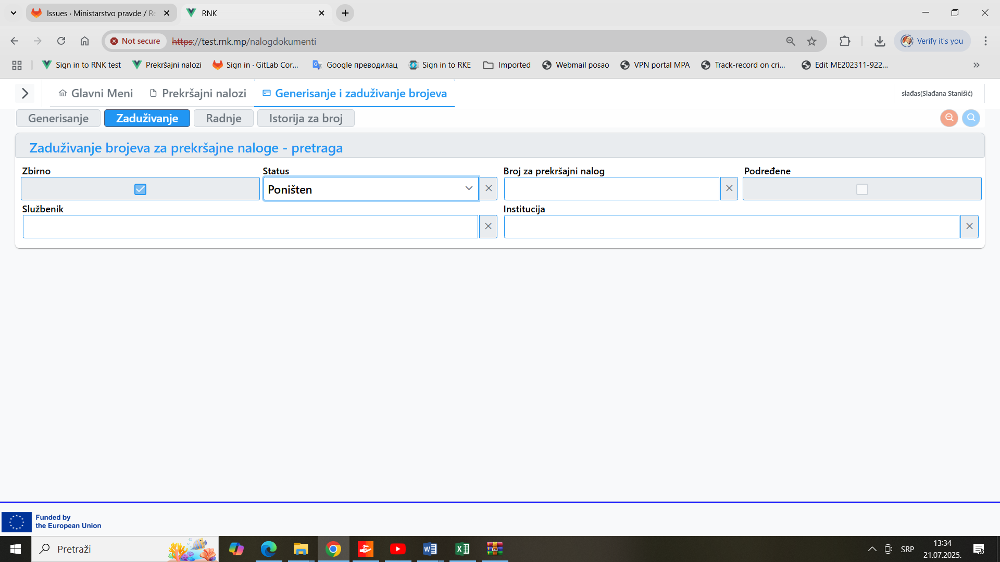 Issues · Ministarstvo pravde / Re
RNK
Not secure
https://test.rnk.mp/nalogdokumenti
Verify it's you
Sign in to RNK test
Prekršajni nalozi
Sign in · GitLab Cor...
Google преводилац
Sign in to RKE
Imported
Webmail posao
VPN portal MPA
Track-record on cri...
Edit ME202311-922...
Glavni Meni
Prekršajni nalozi
Generisanje i zaduživanje brojeva
slađas(Slađana Stanišić)
Generisanje
Zaduživanje
Radnje
Istorija za broj
Zaduživanje brojeva za prekršajne naloge - pretraga
Zbirno
Status
Broj za prekršajni nalog
Podređene
Poništen
Službenik
Institucija
Funded by
the European Union
Pretraži
SRP
13:34
21.07.2025.